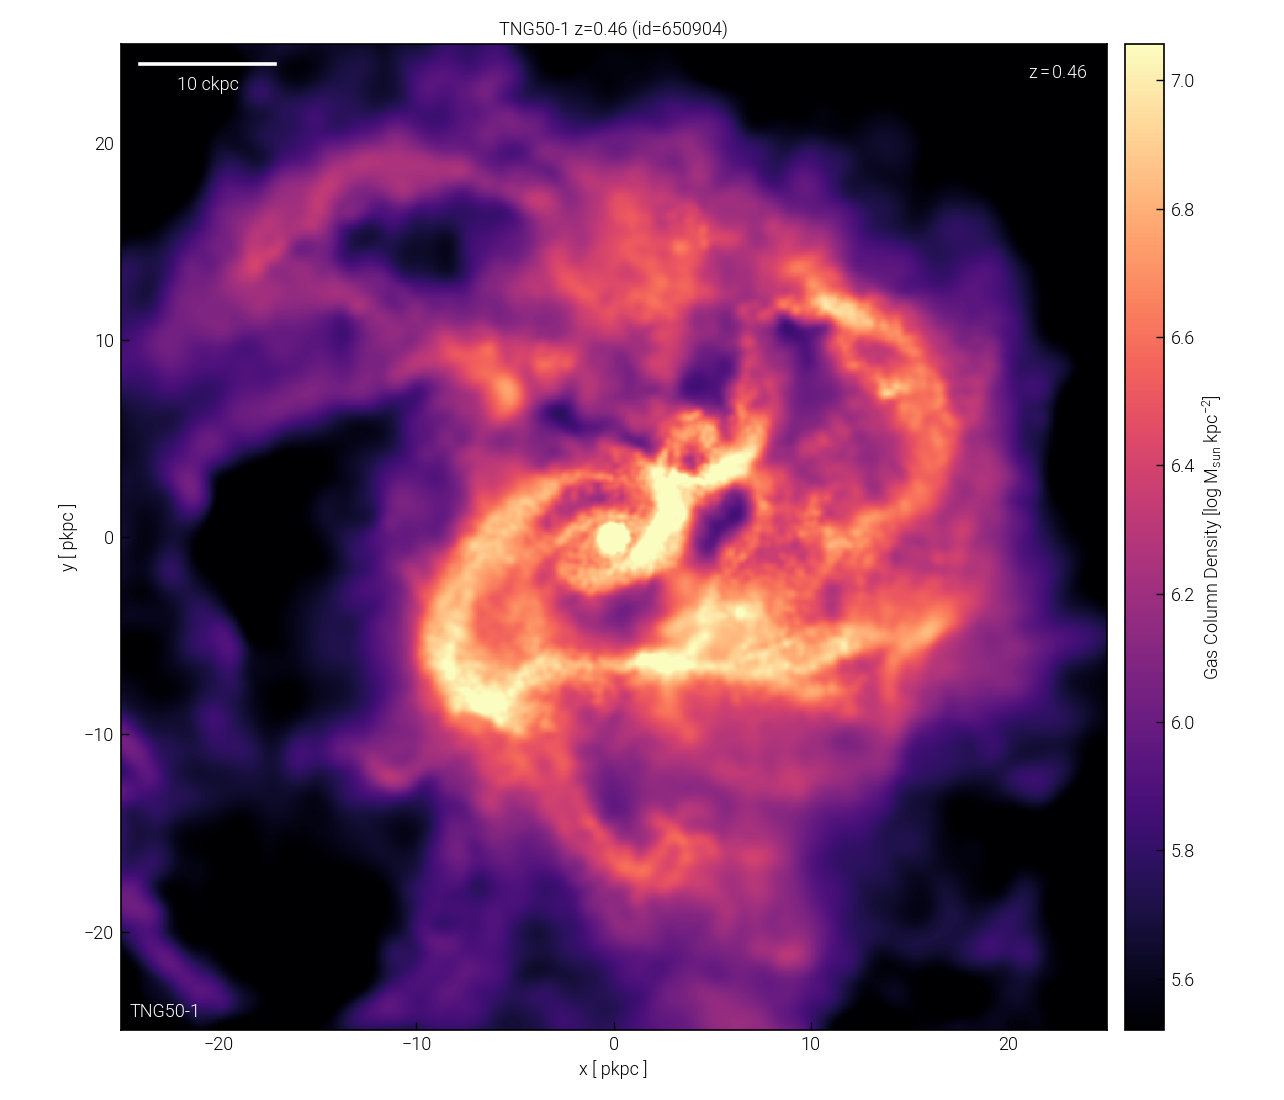 TNG50-1 z=0.46 (id=650904)
10 ckpc
z=0.46
TNG50-1
20
10
0
−10
−20
y [ pkpc ]
−20
−10
0
10
20
x [ pkpc ]
7.0
6.8
6.6
6.4
6.2
6.0
5.8
5.6
Gas Column Density [log Msun kpc−2]